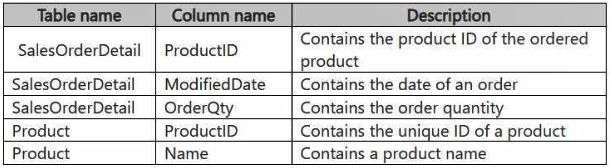 Table name Column name Description
SalesOrderDetail ProductID Contains the product ID of the ordered product
SalesOrderDetail ModifiedDate Contains the date of an order
SalesOrderDetail OrderQty Contains the order quantity
Product ProductID Contains the unique ID of a product
Product Name Contains a product name